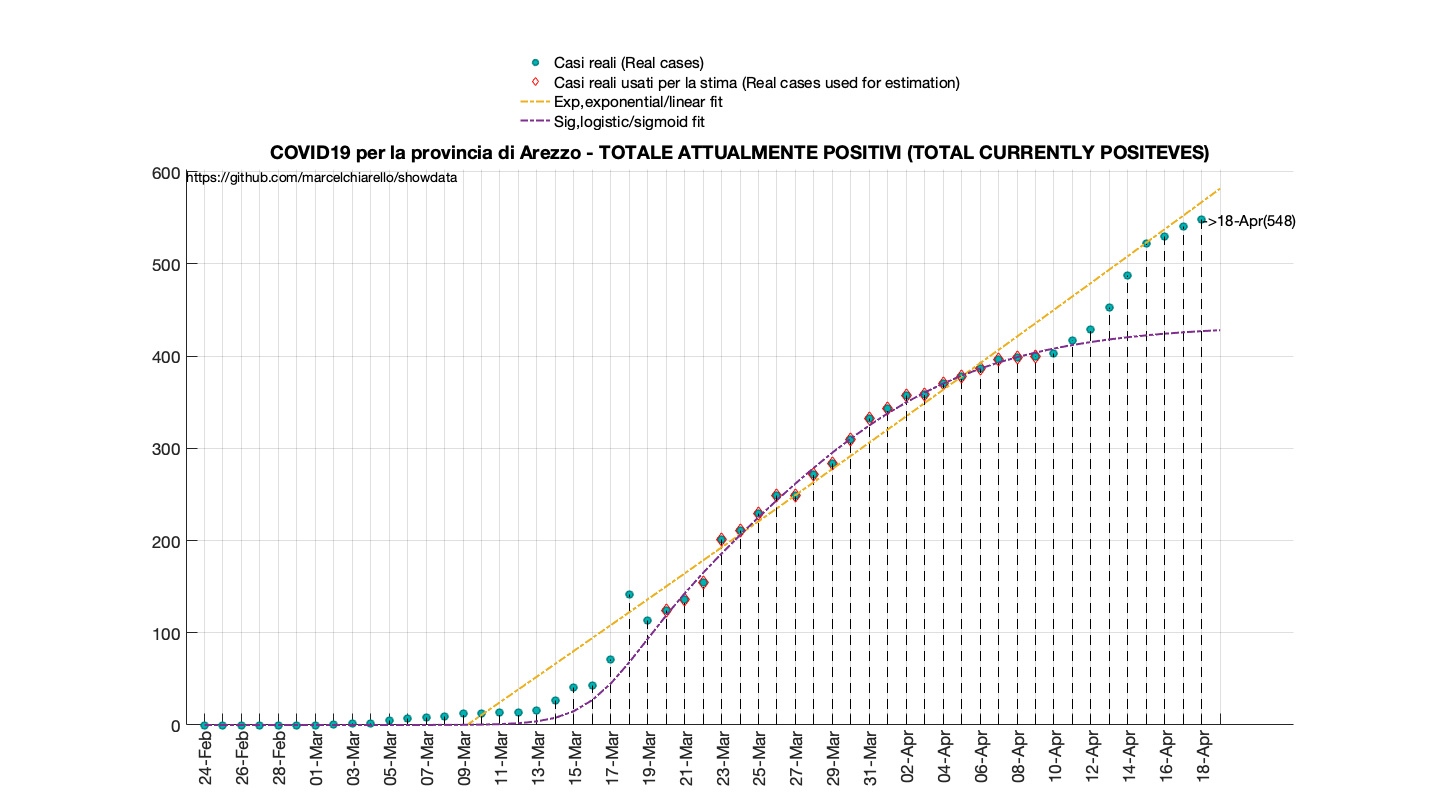 Casi reali (Real cases)
Casi reali usati per la stima (Real cases used for estimation)
Exp,exponential/linear fit
Sig,logistic/sigmoid fit
COVID19 per la provincia di Arezzo - TOTALE ATTUALMENTE POSITIVI (TOTAL CURRENTLY POSITEVES)
https://github.com/marcelchiarello/showdata
600
500
400
300
200
100
0
->18-Apr(548)
24-Feb
26-Feb
28-Feb
01-Mar
03-Mar
05-Mar
07-Mar
09-Mar
11-Mar
13-Mar
15-Mar
17-Mar
19-Mar
21-Mar
23-Mar
25-Mar
27-Mar
29-Mar
31-Mar
02-Apr
04-Apr
06-Apr
08-Apr
10-Apr
12-Apr
14-Apr
16-Apr
18-Apr